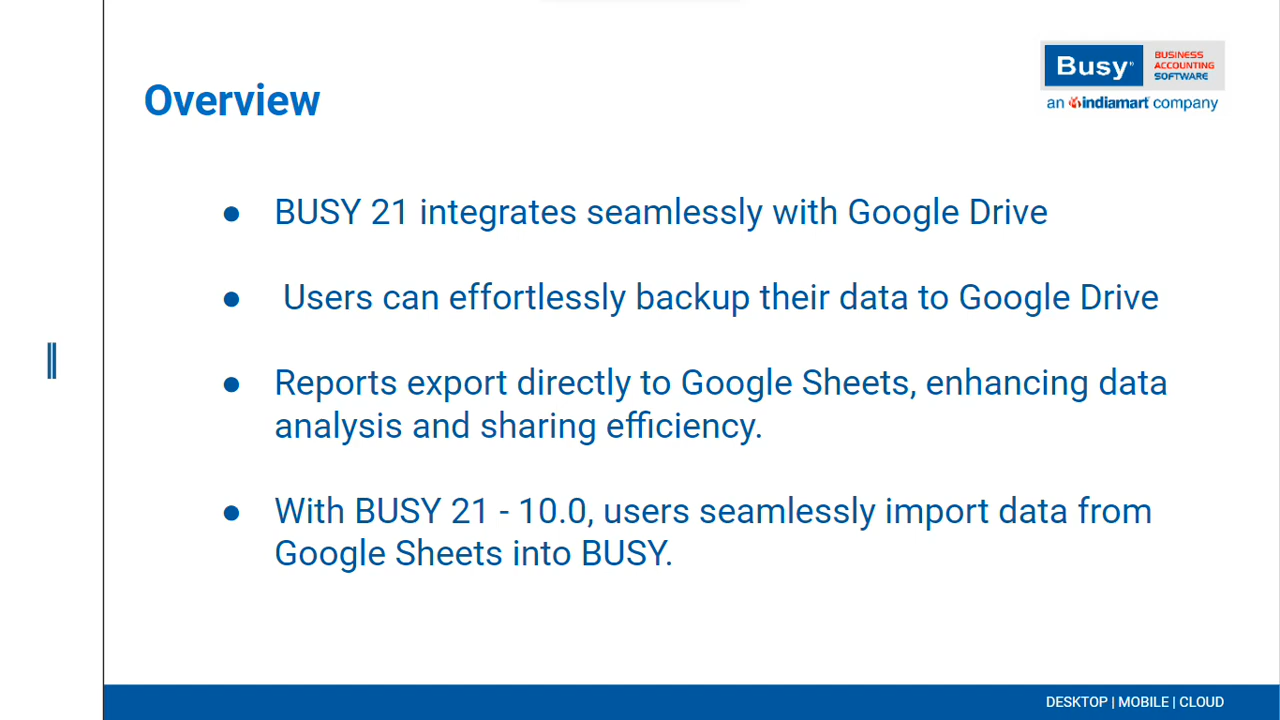 Busy
BUSINESS
ACCOUNTING
SOFTWARE
an indiamart company
Overview
● BUSY 21 integrates seamlessly with Google Drive
● Users can effortlessly backup their data to Google Drive
● Reports export directly to Google Sheets, enhancing data
analysis and sharing efficiency.
● With BUSY 21 - 10.0, users seamlessly import data from
Google Sheets into BUSY.
DESKTOP | MOBILE | CLOUD